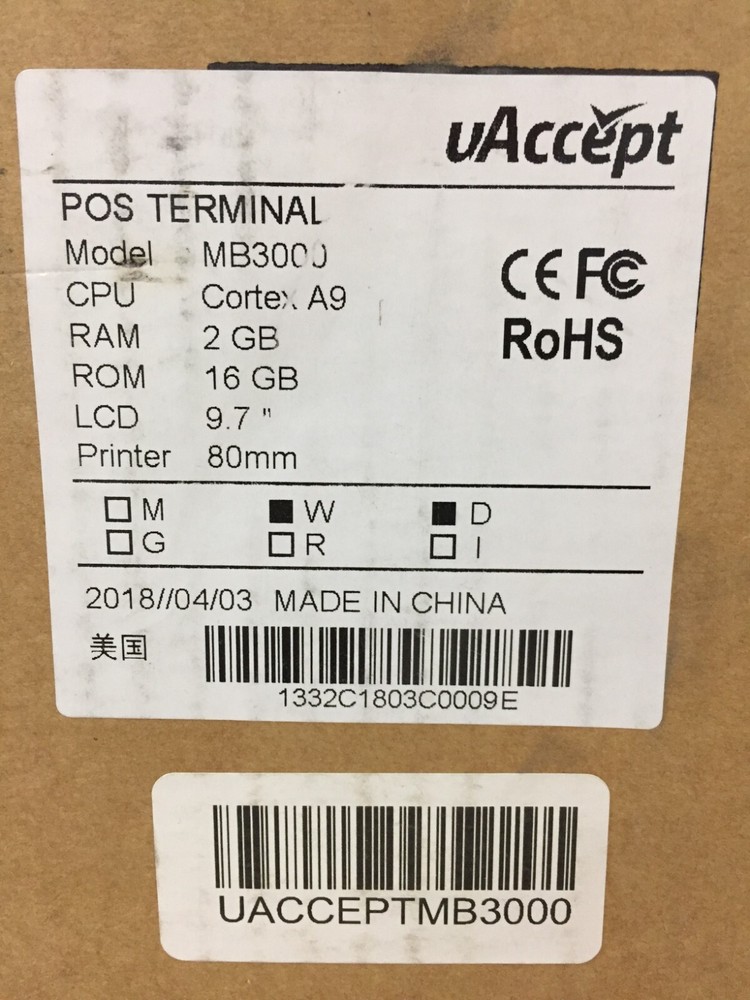 uAccept
POS TERMINAL
Model MB3000
CPU Cortex A9
RAM 2 GB
ROM 16 GB
LCD 9.7 "
Printer 80mm
CE FC
RoHS
□ M ■ W ■ D
□ G □ R □ I
2018//04/03 MADE IN CHINA
美国
1332C1803C0009E
UACCEPTMB3000